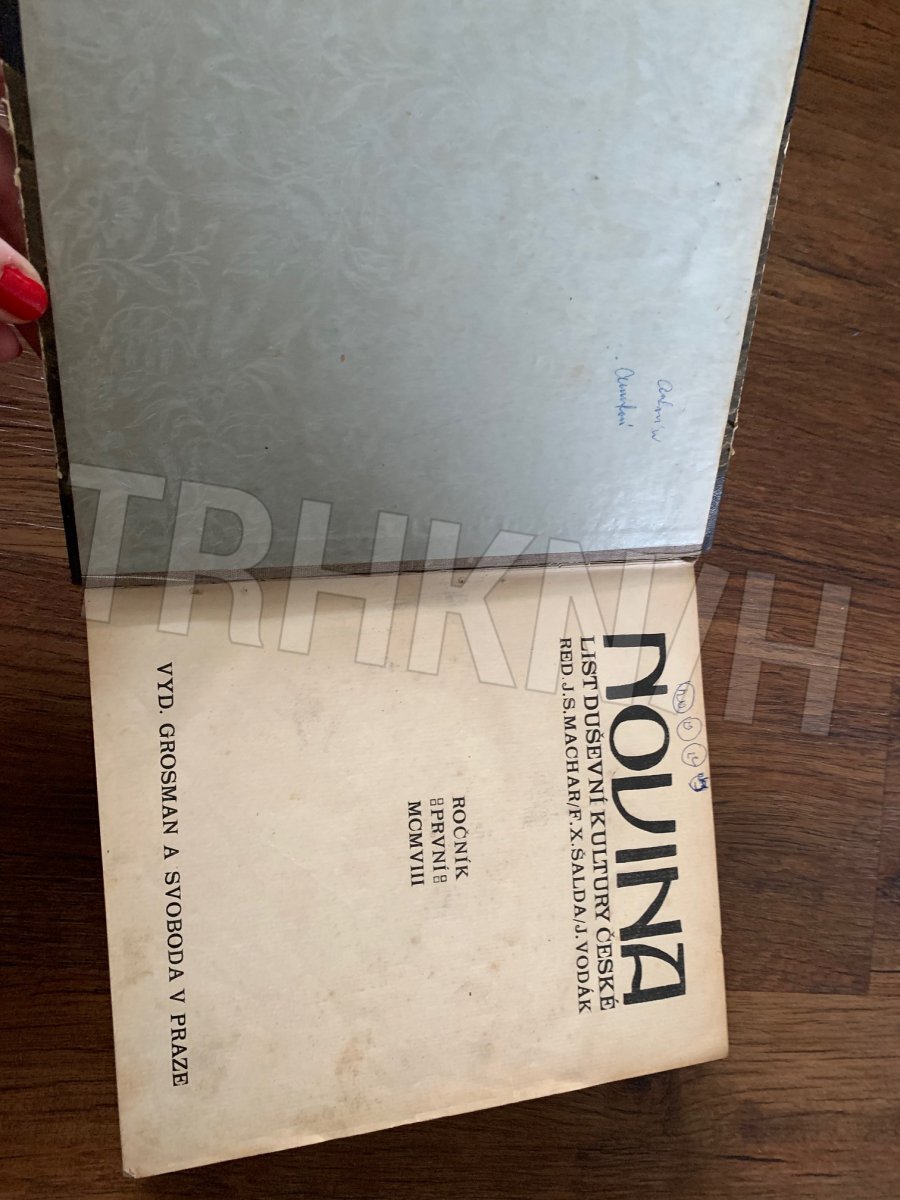 NOVINA
LIST DUŠEVNÍ KULTURY ČESKÉ
RED. J.S. MACHAR/F.X. ŠALDA/J. VODÁK
ROČNÍK
PRVNÍ
MCMVIII
VYD. GROSMAN A SVOBODA V PRAZE
TRHKNIH